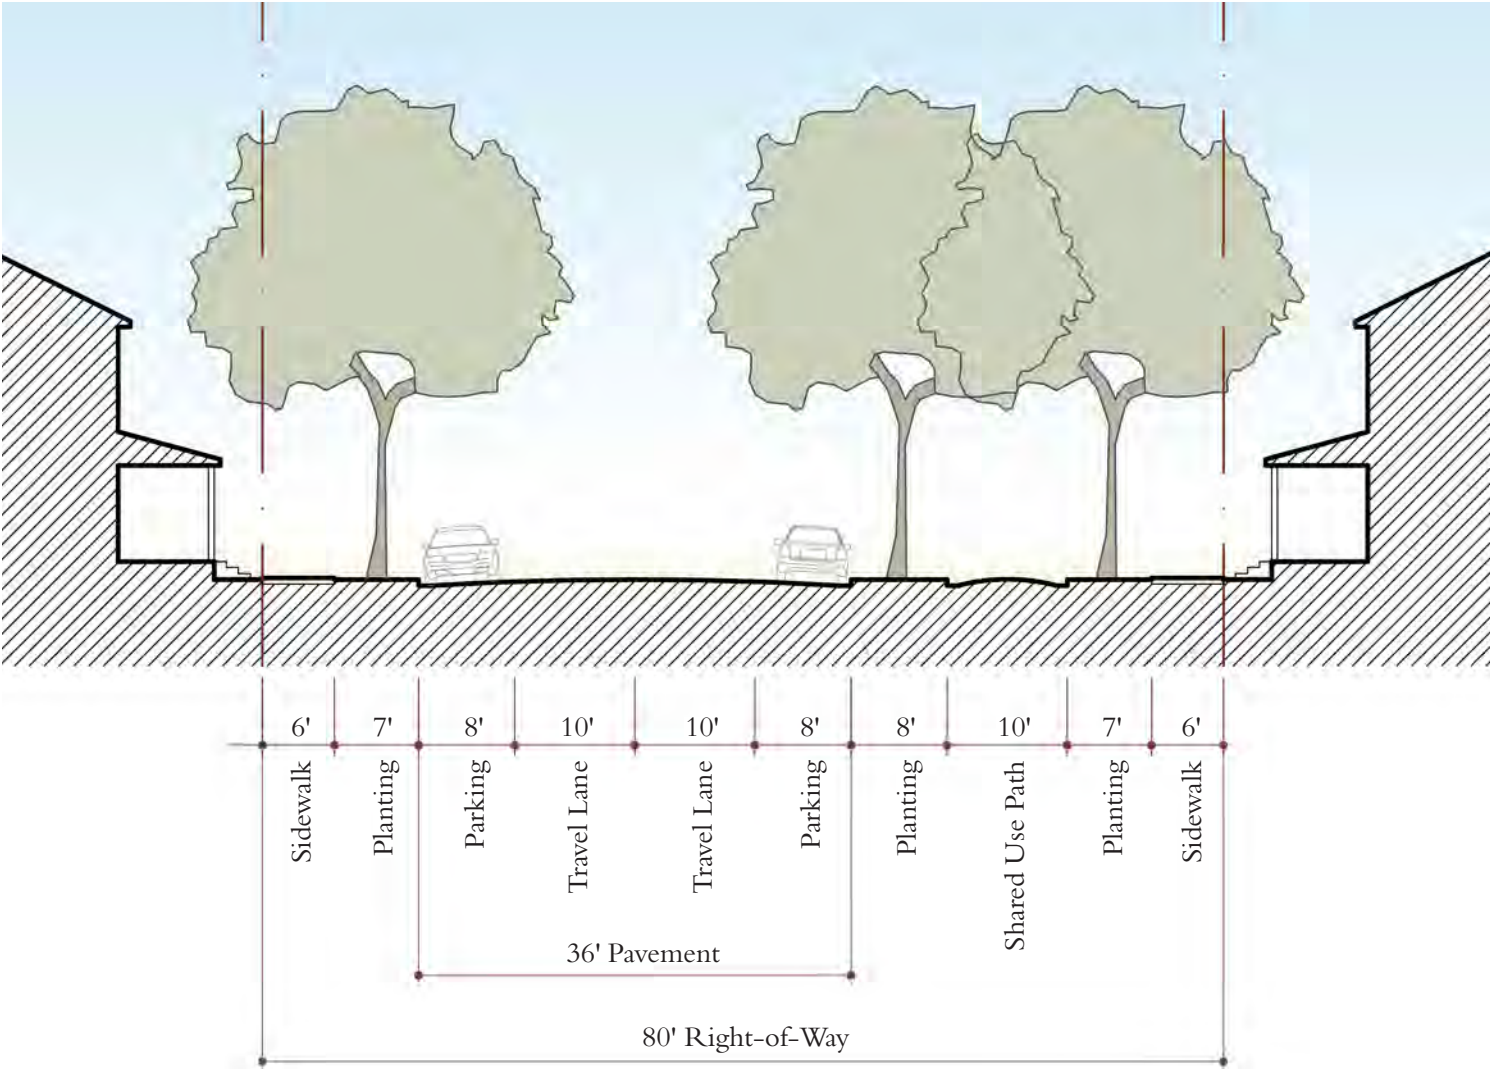 6' 7' 8' 10' 10' 8' 8' 10' 7' 6'
Sidewalk
Planting
Parking
Travel Lane
Travel Lane
Parking
Planting
Shared Use Path
Planting
Sidewalk
36' Pavement
80' Right-of-Way